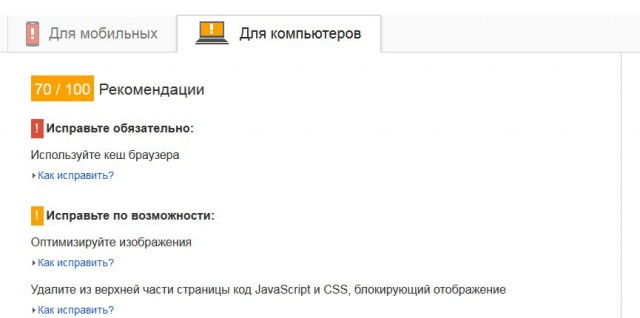 Для мобильных
Для компьютеров
70 / 100 Рекомендации
! Исправьте обязательно:
Используйте кеш браузера
Как исправить?
! Исправьте по возможности:
Оптимизируйте изображения
Как исправить?
Удалите из верхней части страницы код JavaScript и CSS, блокирующий отображение
Как исправить?